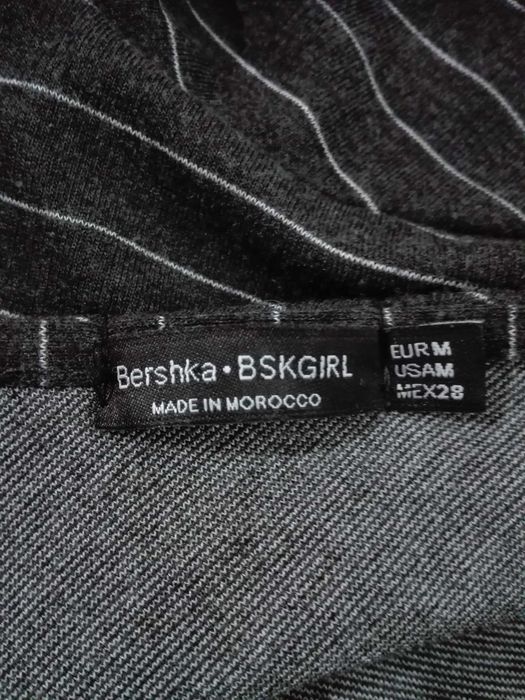 Bershka • BSKGIRL
MADE IN MOROCCO
EUR M
USA M
MEX 28